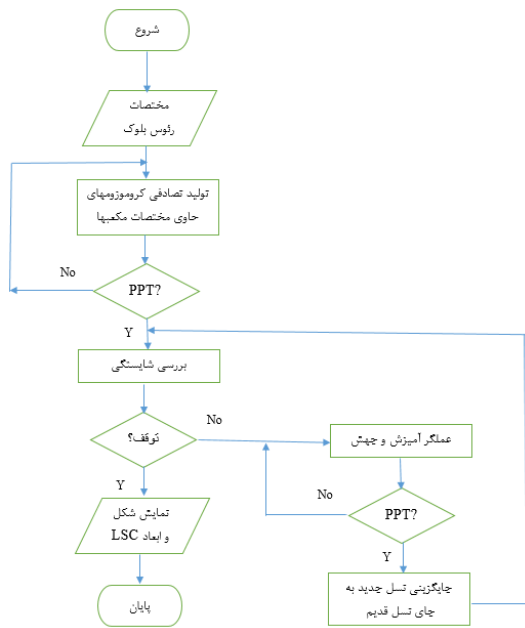 شروع
مختصات
رئوس بلوک
تولید تصادفی کروموزومهای
حاوی مختصات مکعبها
No
PPT?
Y
بررسی شایستگی
No
توقف؟
عملگر آمیزش و جهش
Y
No
نمایش شکل
و ابعاد LSC
PPT?
Y
جایگزینی نسل جدید به
جای نسل قدیم
پایان